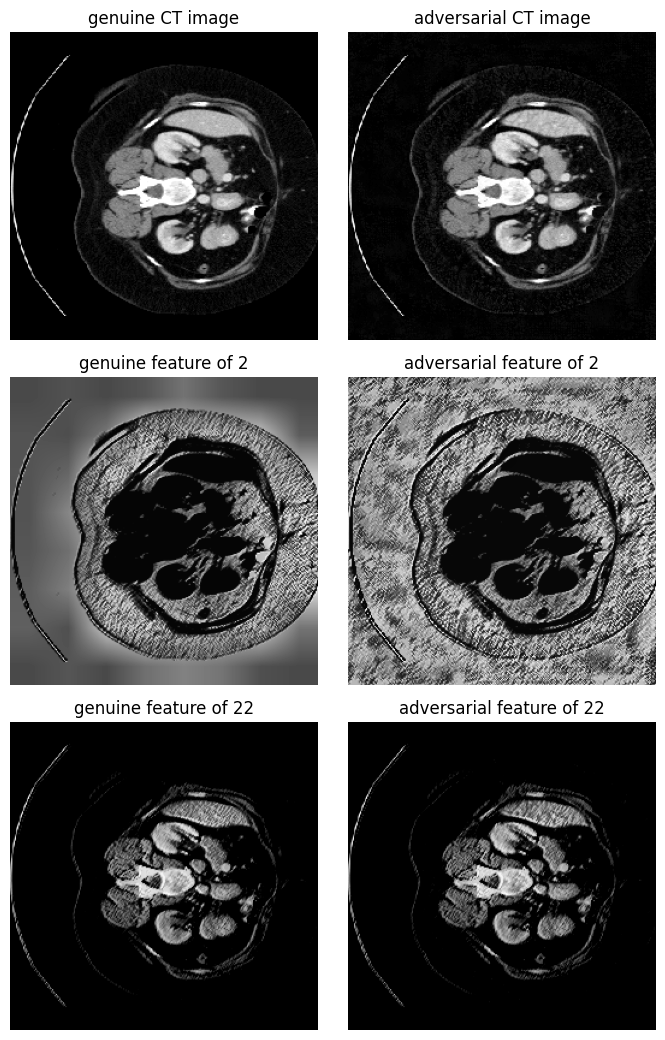 genuine CT image
adversarial CT image
genuine feature of 2
adversarial feature of 2
genuine feature of 22
adversarial feature of 22